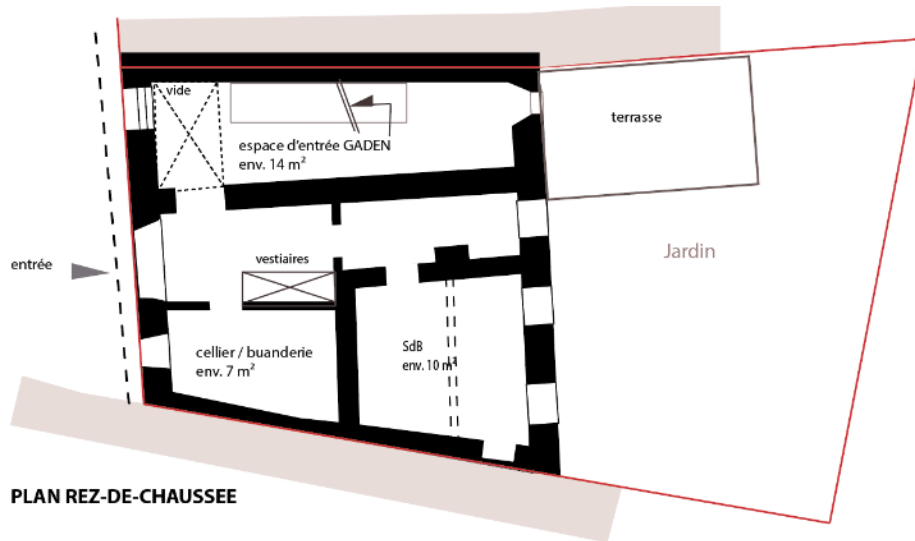 vide
terrasse
espace d'entrée GADEN
env. 14 m²
Jardin
entrée
vestiaires
cellier / buanderie
env. 7 m²
SdB
env. 10 m²
PLAN REZ-DE-CHAUSSEE